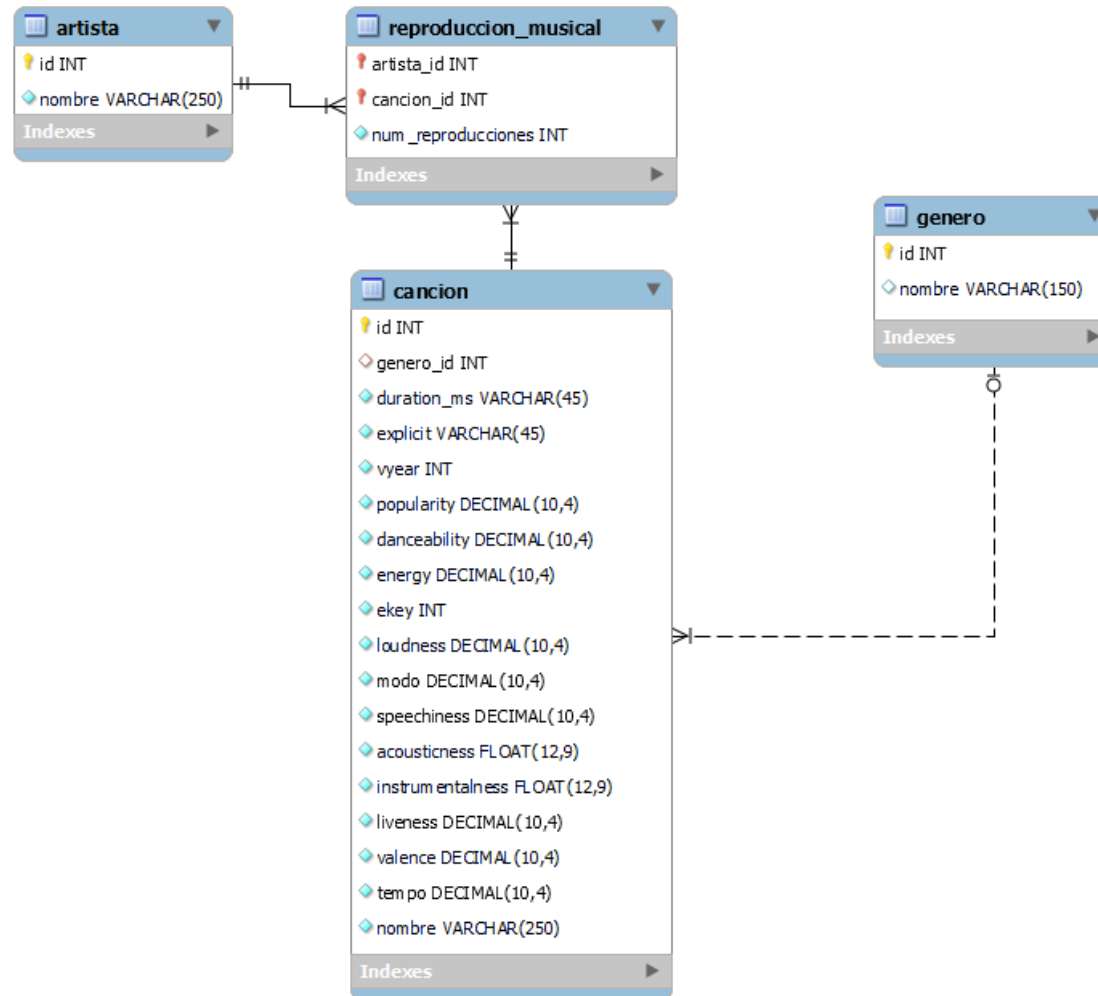 artista
id INT
nombre VARCHAR(250)
Indexes
reproduccion_musical
artista_id INT
cancion_id INT
num_reproducciones INT
Indexes
cancion
id INT
genero_id INT
duration_ms VARCHAR(45)
explicit VARCHAR(45)
vyear INT
popularity DECIMAL(10,4)
danceability DECIMAL(10,4)
energy DECIMAL(10,4)
ekey INT
loudness DECIMAL(10,4)
modo DECIMAL(10,4)
speechiness DECIMAL(10,4)
acousticness FLOAT(12,9)
instrumentalness FLOAT(12,9)
liveness DECIMAL(10,4)
valence DECIMAL(10,4)
tempo DECIMAL(10,4)
nombre VARCHAR(250)
Indexes
genero
id INT
nombre VARCHAR(150)
Indexes